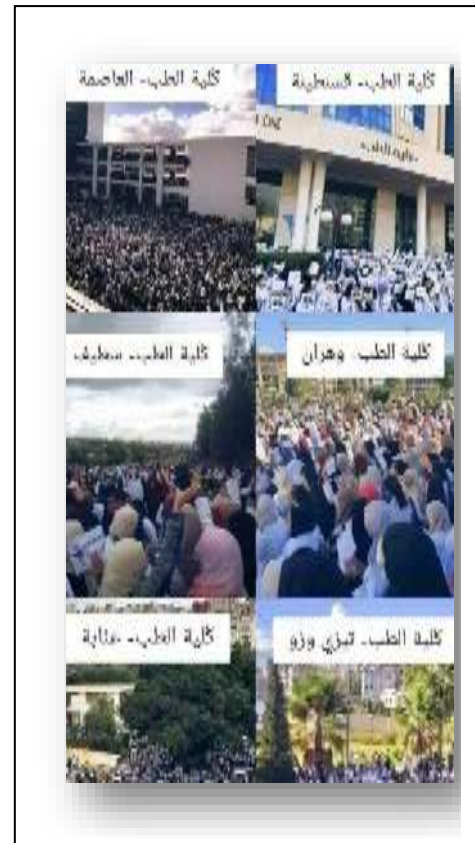 كلية الطب- قسنطينة
كلية الطب- العاصمة
كلية الطب- وهران
كلية الطب- سطيف
كلية الطب- تيزي وزو
كلية الطب- عنابة